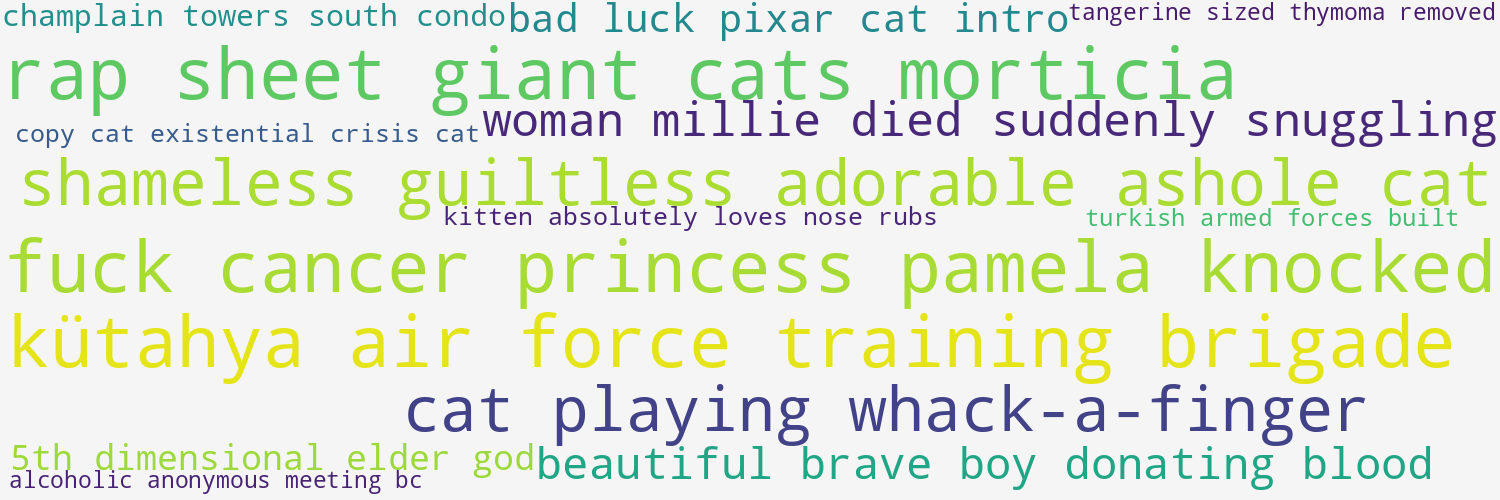 champlain towers south condo
bad luck pixar cat intro
tangerine sized thymoma removed
rap sheet giant cats morticia
woman millie died suddenly snuggling
copy cat existential crisis cat
shameless guiltless adorable ashole cat
kitten absolutely loves nose rubs
turkish armed forces built
fuck cancer princess pamela knocked
kütahya air force training brigade
cat playing whack-a-finger
5th dimensional elder god
beautiful brave boy donating blood
alcoholic anonymous meeting bc